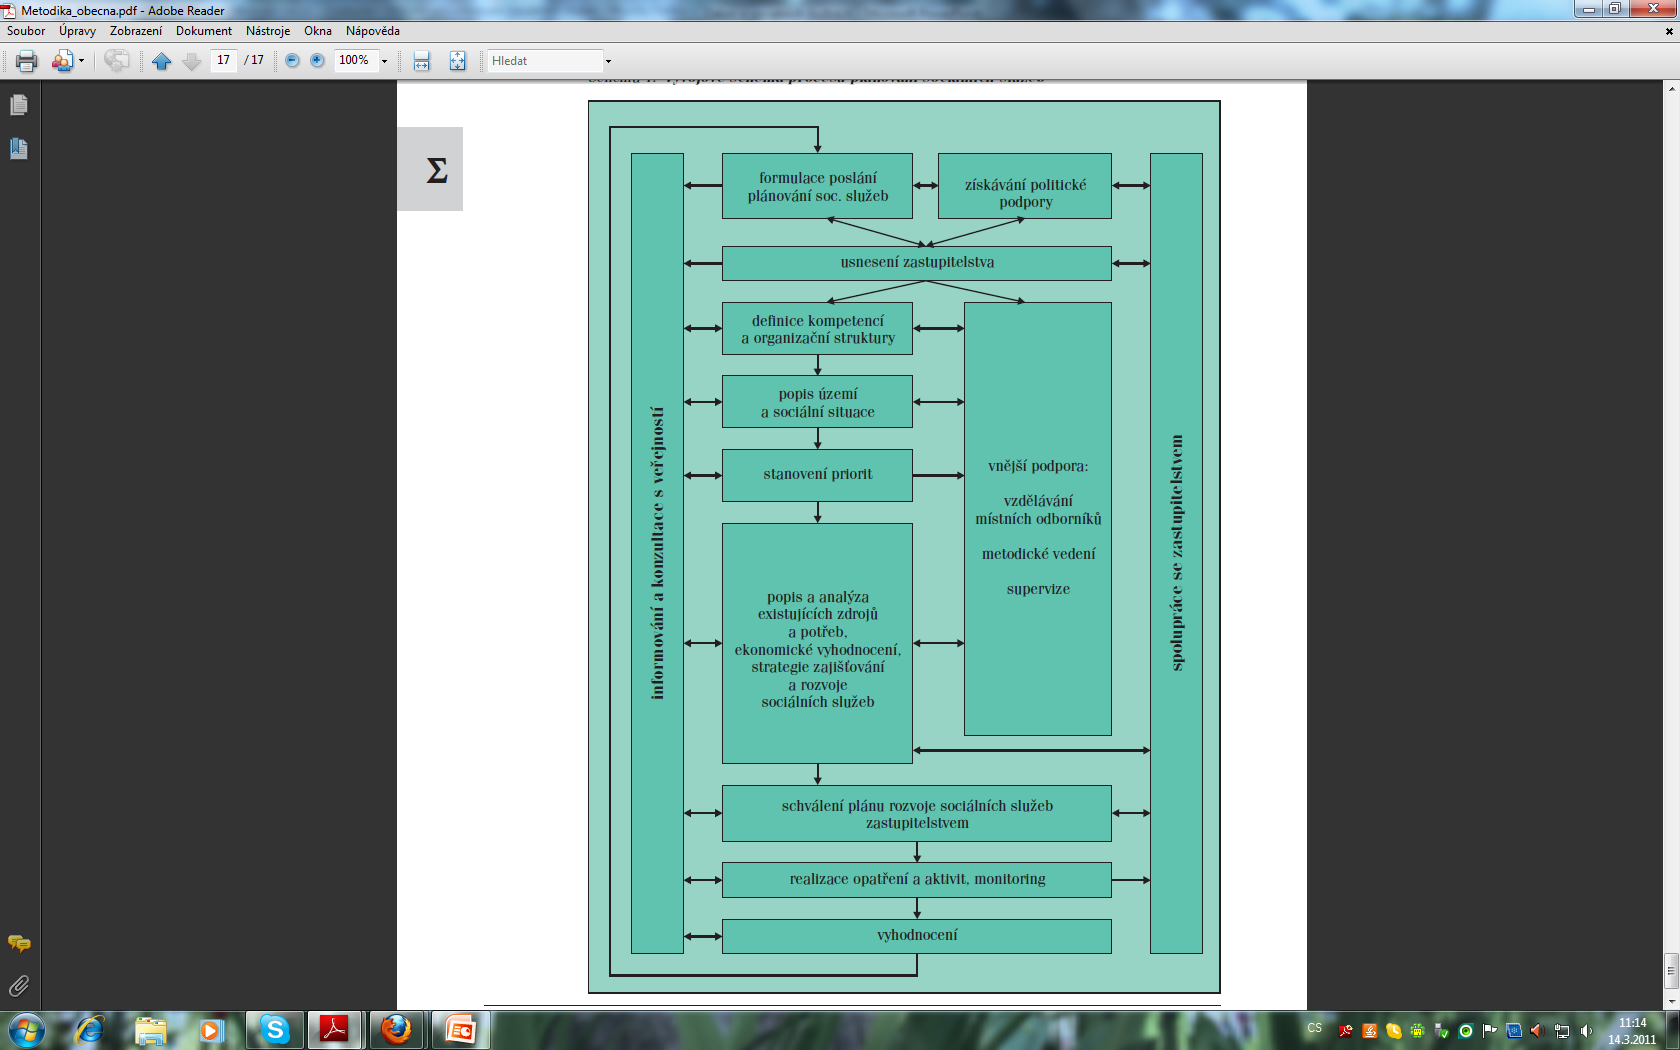 Metodika_obecna.pdf - Adobe Reader
Soubor Úpravy Zobrazení Dokument Nástroje Okna Nápověda
17 / 17 100% Hledat
Σ
formulace poslání
plánování soc. služeb
získávání politické
podpory
usnesení zastupitelstva
definice kompetencí
a organizační struktury
popis území
a sociální situace
stanovení priorit
popis a analýza
existujících zdrojů
a potřeb,
ekonomické vyhodnocení,
strategie zajišťování
a rozvoje
sociálních služeb
vnější podpora:
vzdělávání
místních odborníků
metodické vedení
supervize
informování a konzultace s veřejností
spolupráce se zastupitelstvem
schválení plánu rozvoje sociálních služeb
zastupitelstvem
realizace opatření a aktivit, monitoring
vyhodnocení
CS
11:14
14.3.2011